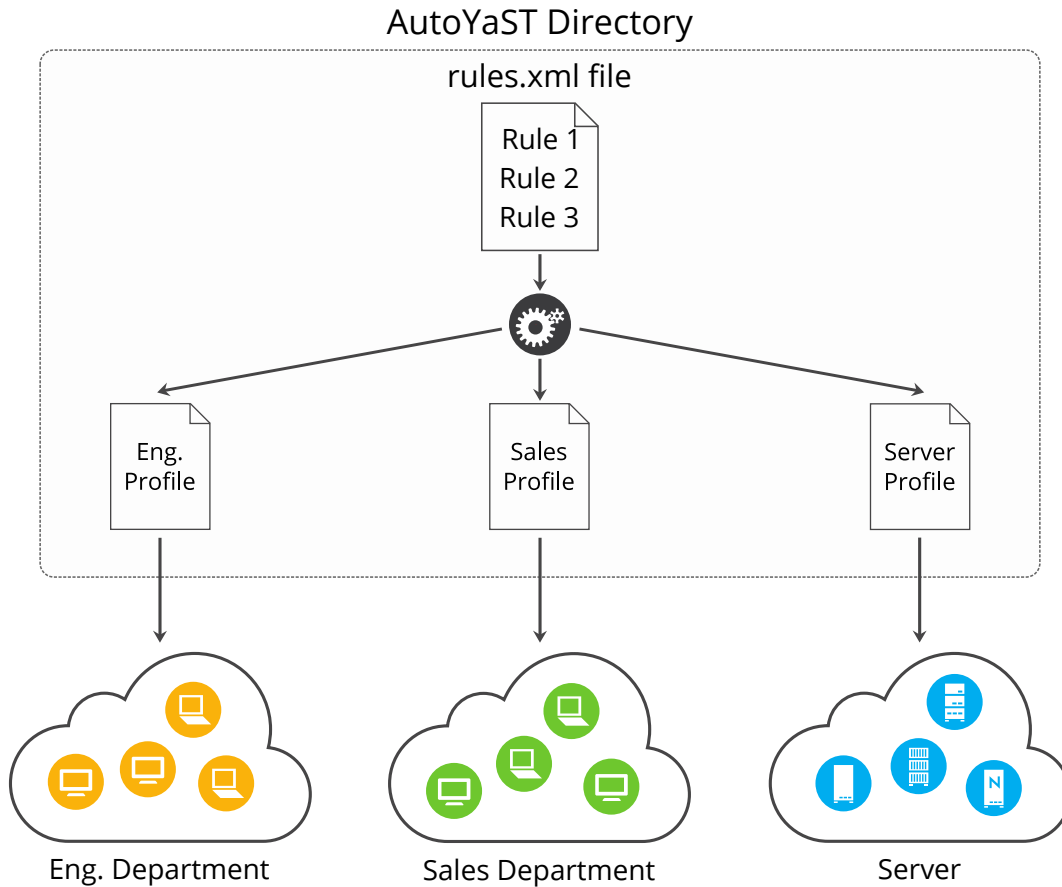 AutoYaST Directory
rules.xml file
Rule 1
Rule 2
Rule 3
Eng.
Profile
Sales
Profile
Server
Profile
N
Eng. Department
Sales Department
Server